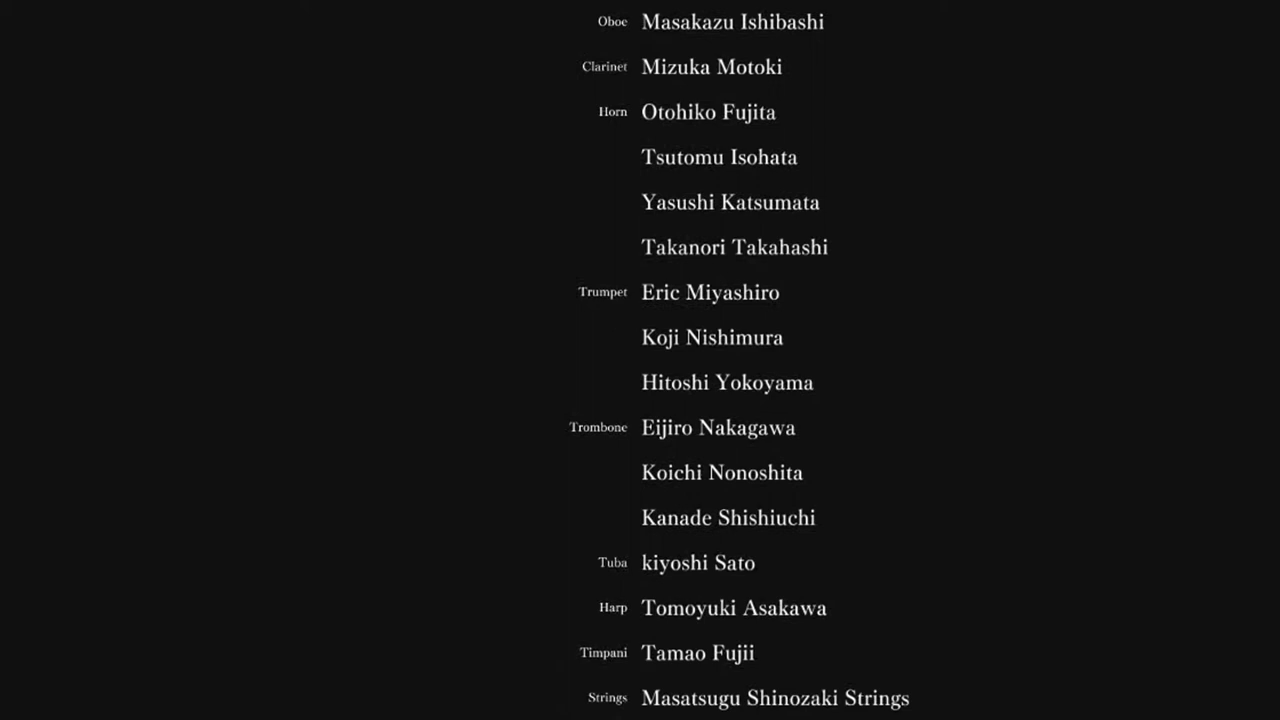 Oboe Masakazu Ishibashi
Clarinet Mizuka Motoki
Horn Otohiko Fujita
Tsutomu Isohata
Yasushi Katsumata
Takanori Takahashi
Trumpet Eric Miyashiro
Koji Nishimura
Hitoshi Yokoyama
Trombone Eijiro Nakagawa
Koichi Nonoshita
Kanade Shishiuchi
Tuba kiyoshi Sato
Harp Tomoyuki Asakawa
Timpani Tamao Fujii
Strings Masatsugu Shinozaki Strings